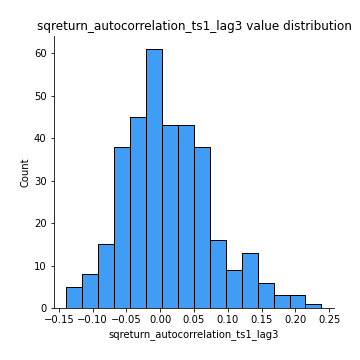 sqreturn_autocorrelation_ts1_lag3 value distribution
60
50
40
30
20
10
0
Count
−0.15 −0.10 −0.05 0.00 0.05 0.10 0.15 0.20 0.25
sqreturn_autocorrelation_ts1_lag3